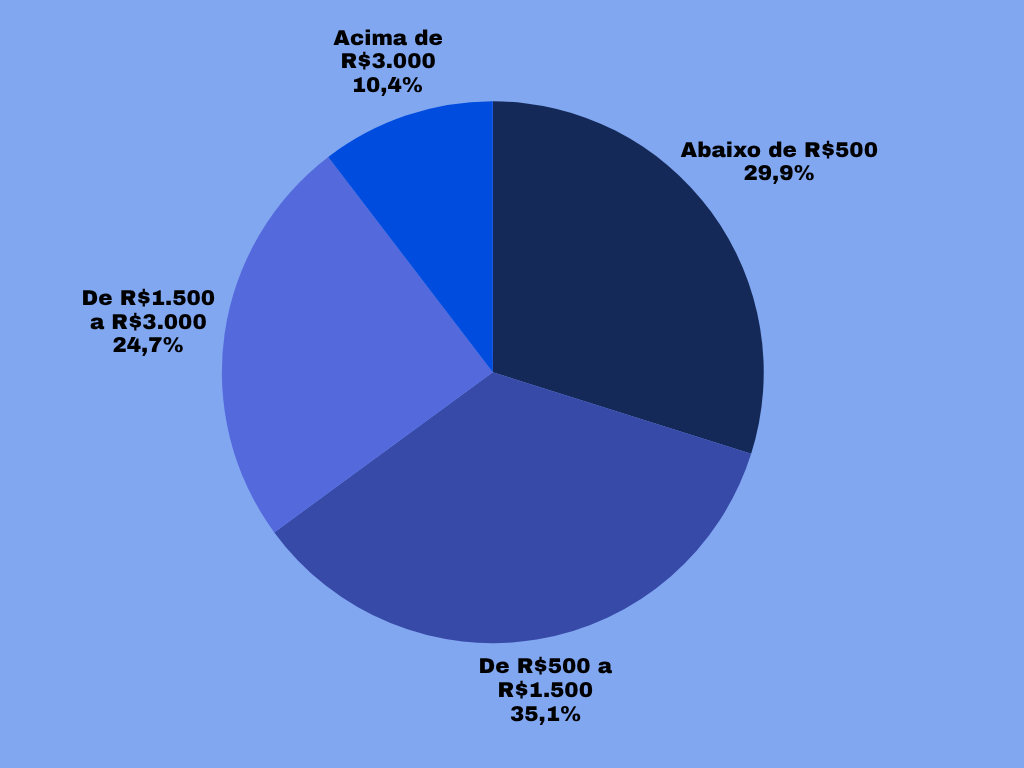 Acima de
R$3.000
10,4%
Abaixo de R$500
29,9%
De R$1.500
a R$3.000
24,7%
De R$500 a
R$1.500
35,1%